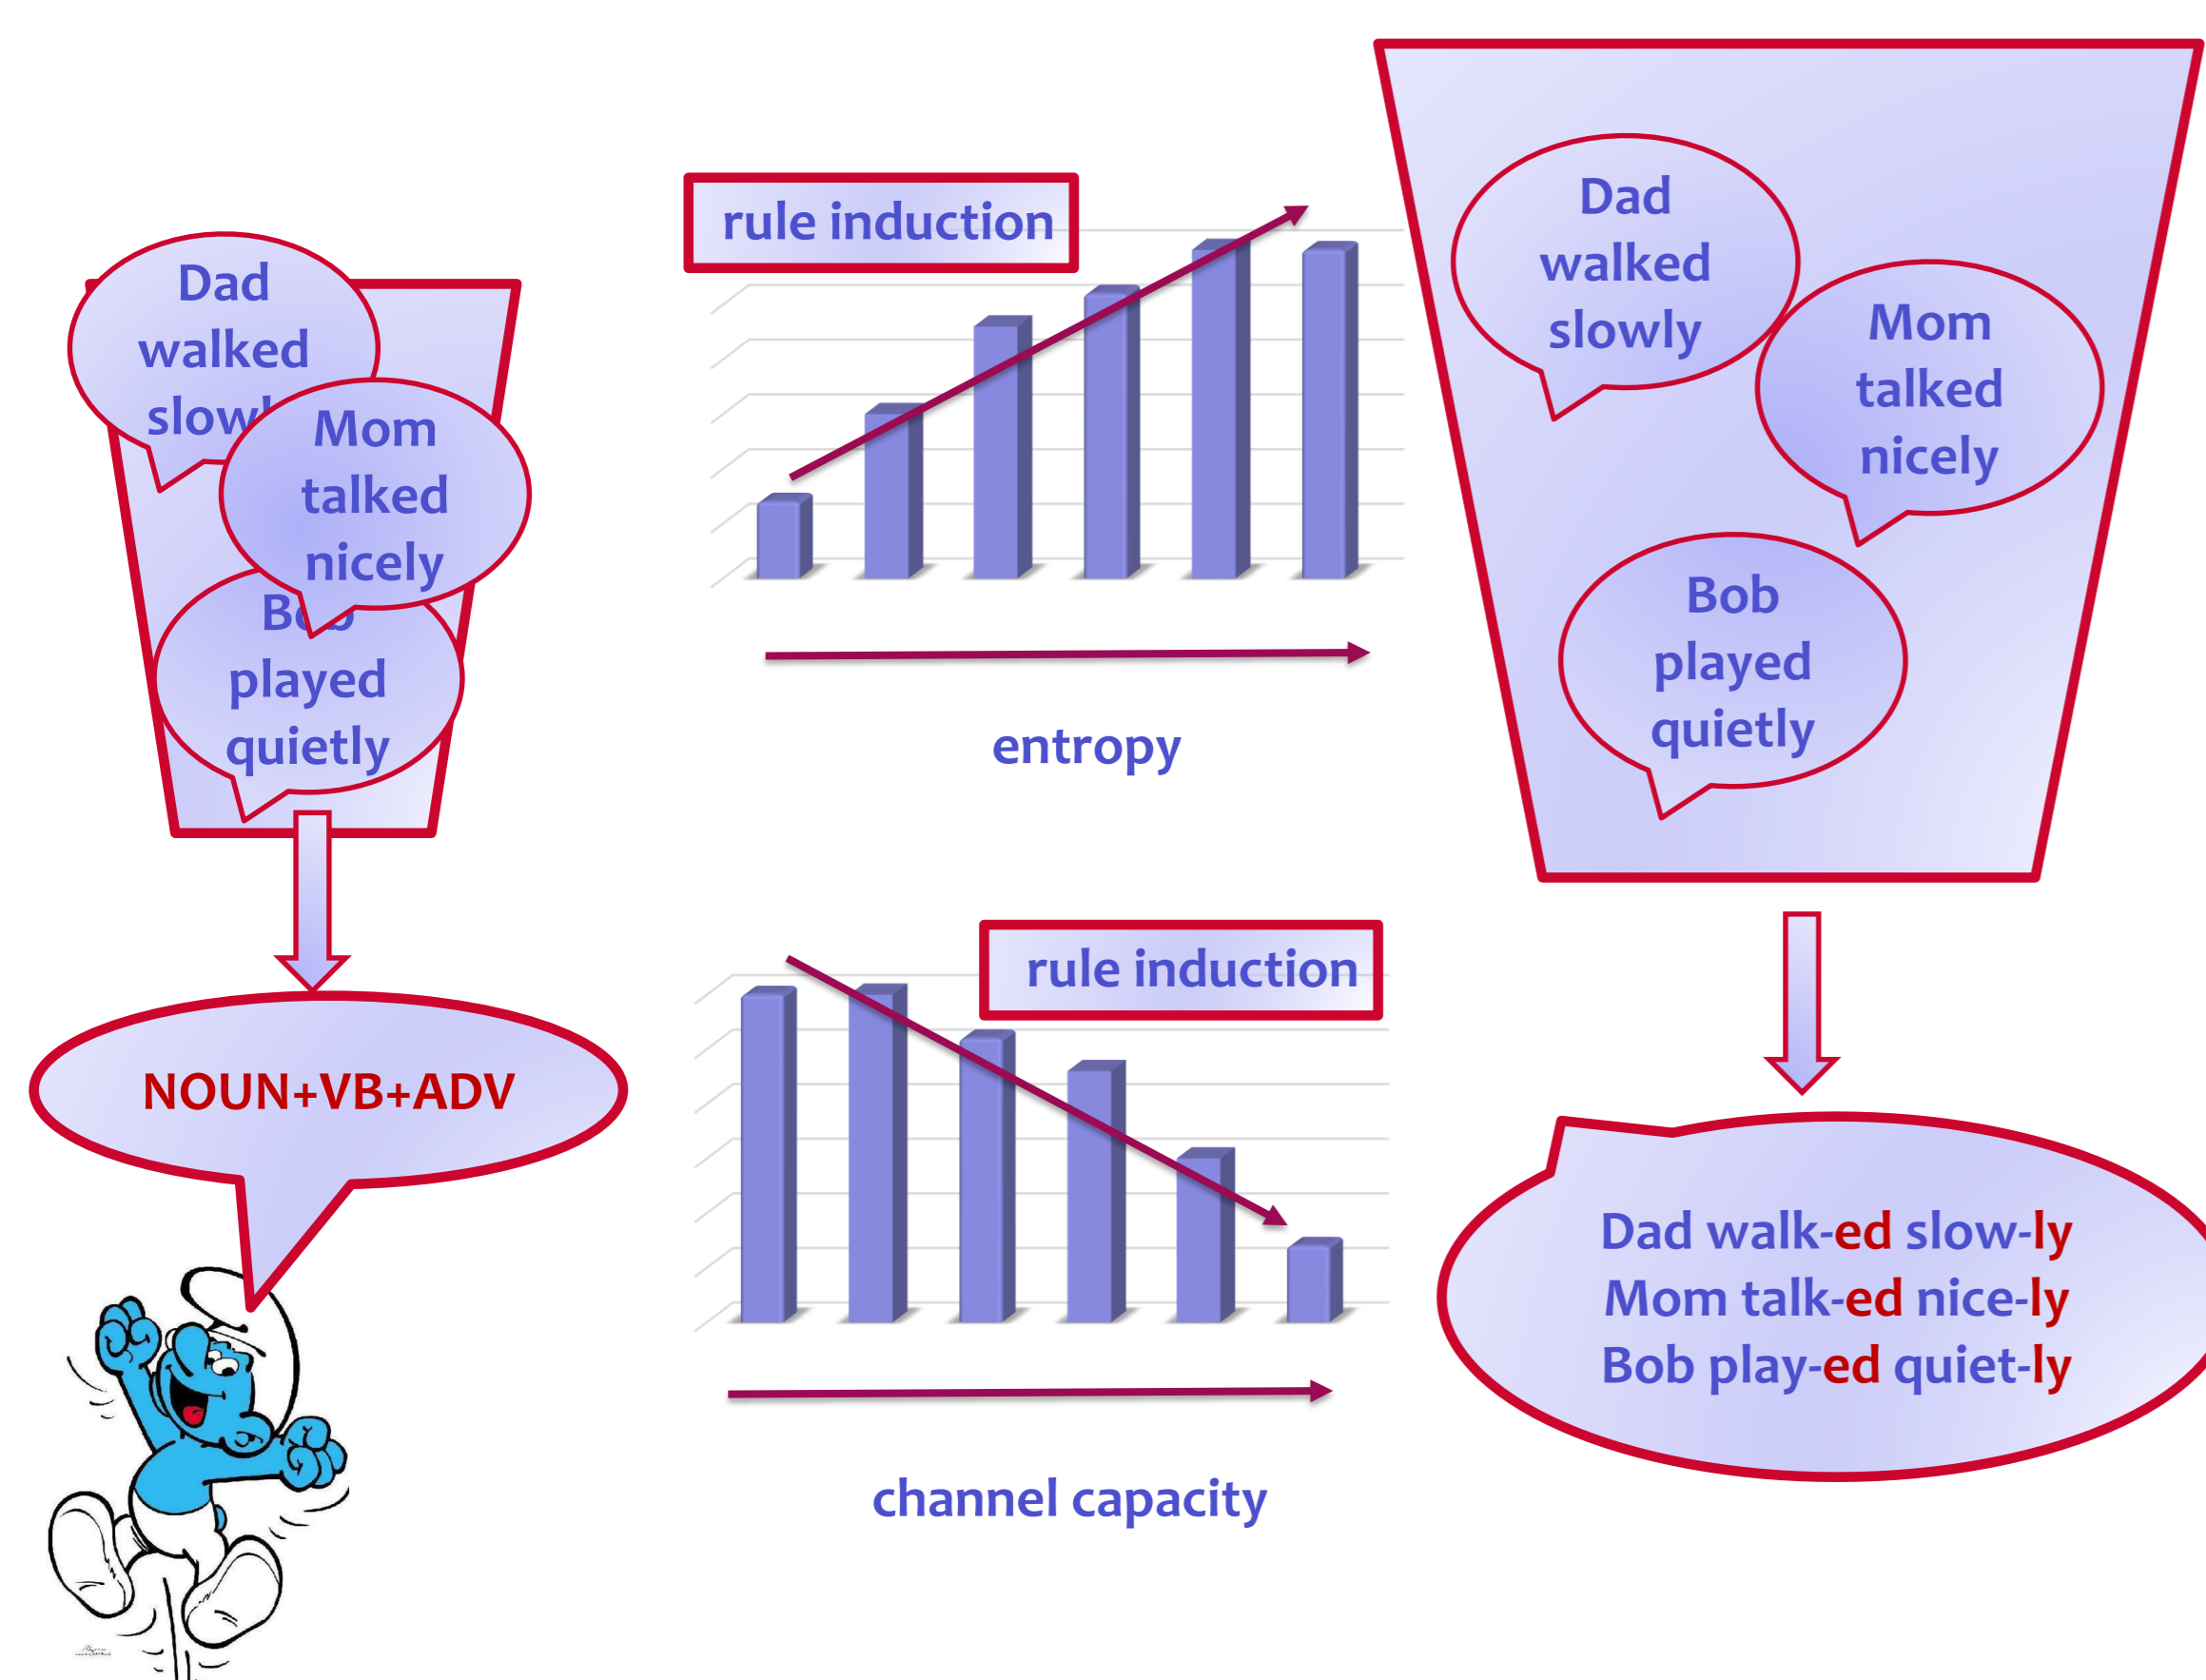 Dad
walked
Mom
talked
nicely
Bob
played
quietly
NOUN+VB+ADV
rule induction
entropy
rule induction
channel capacity
Dad
walked
slowly
Mom
talked
nicely
Bob
played
quietly
Dad walk-ed slow-ly
Mom talk-ed nice-ly
Bob play-ed quiet-ly